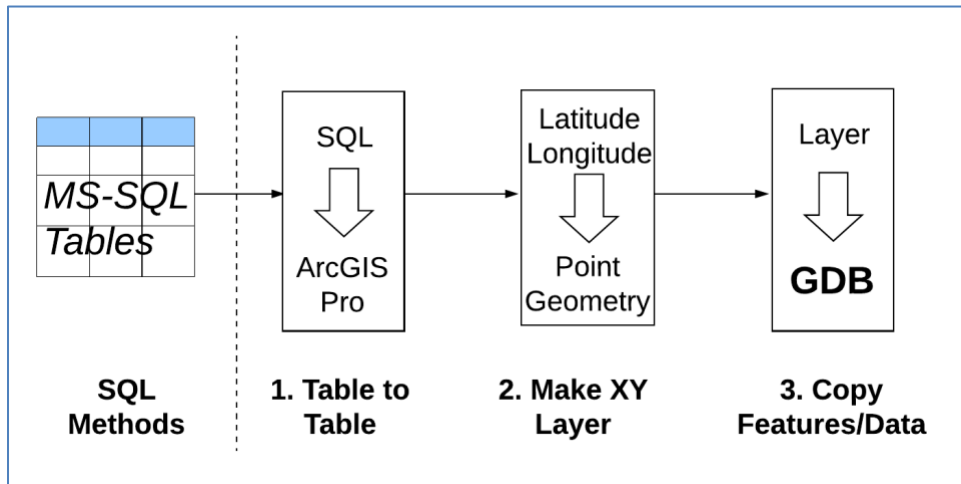 MS-SQL
Tables
SQL
Methods
SQL
ArcGIS
Pro
1. Table to
Table
Latitude
Longitude
Point
Geometry
2. Make XY
Layer
Layer
GDB
3. Copy
Features/Data